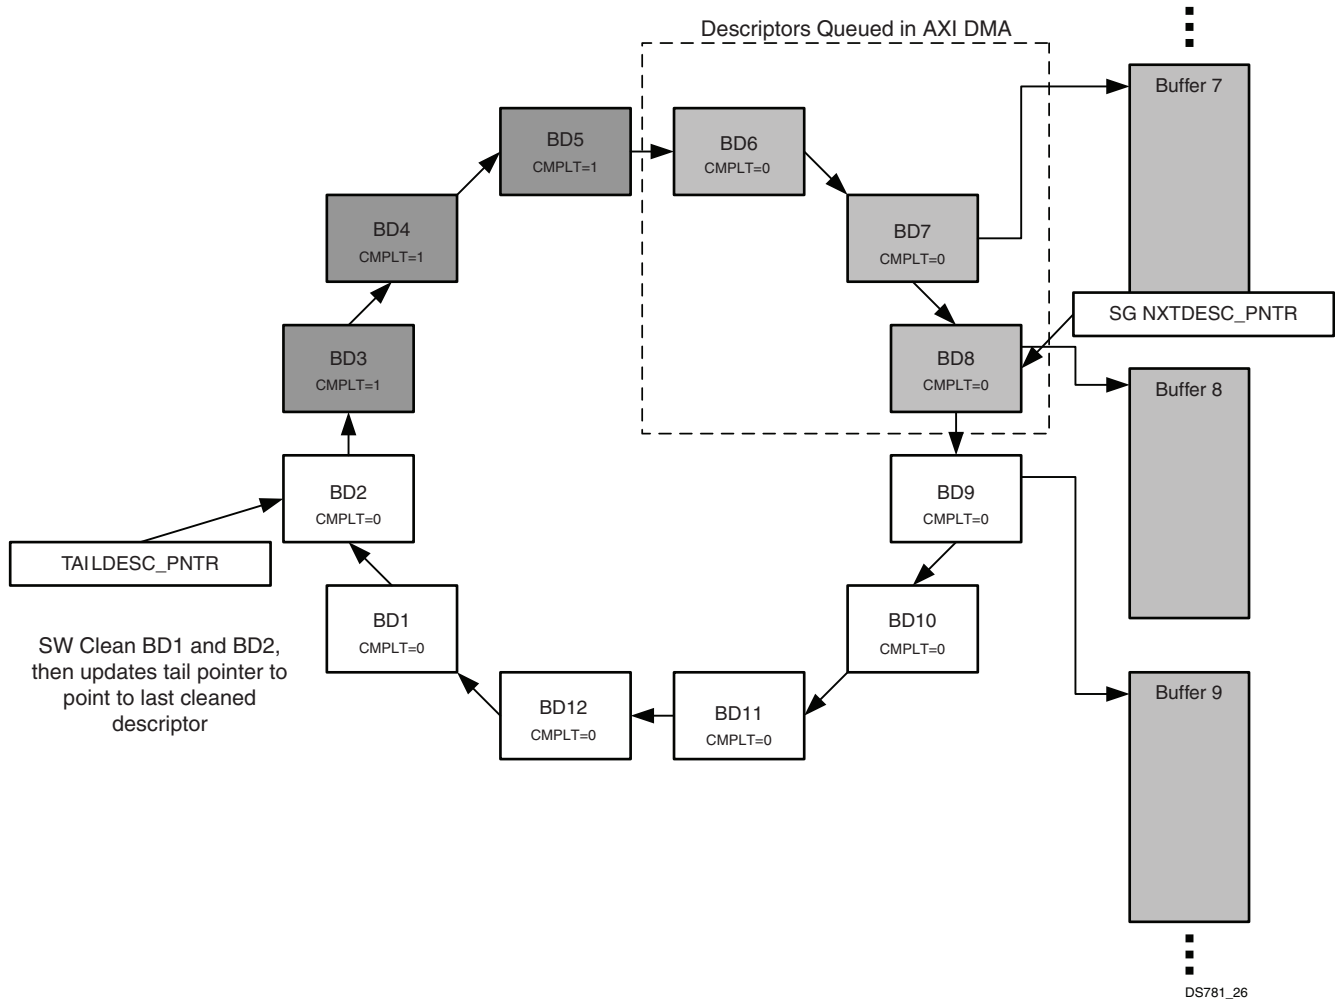 Descriptors Queued in AXI DMA
Buffer 7
BD5
CMPLT=1
BD6
CMPLT=0
BD4
CMPLT=1
BD7
CMPLT=0
SG NXTDESC_PNTR
BD3
CMPLT=1
BD8
CMPLT=0
Buffer 8
BD2
CMPLT=0
BD9
CMPLT=0
TAILDESC_PNTR
BD1
CMPLT=0
BD10
CMPLT=0
SW Clean BD1 and BD2,
then updates tail pointer to
point to last cleaned
descriptor
Buffer 9
BD12
CMPLT=0
BD11
CMPLT=0
DS781_26